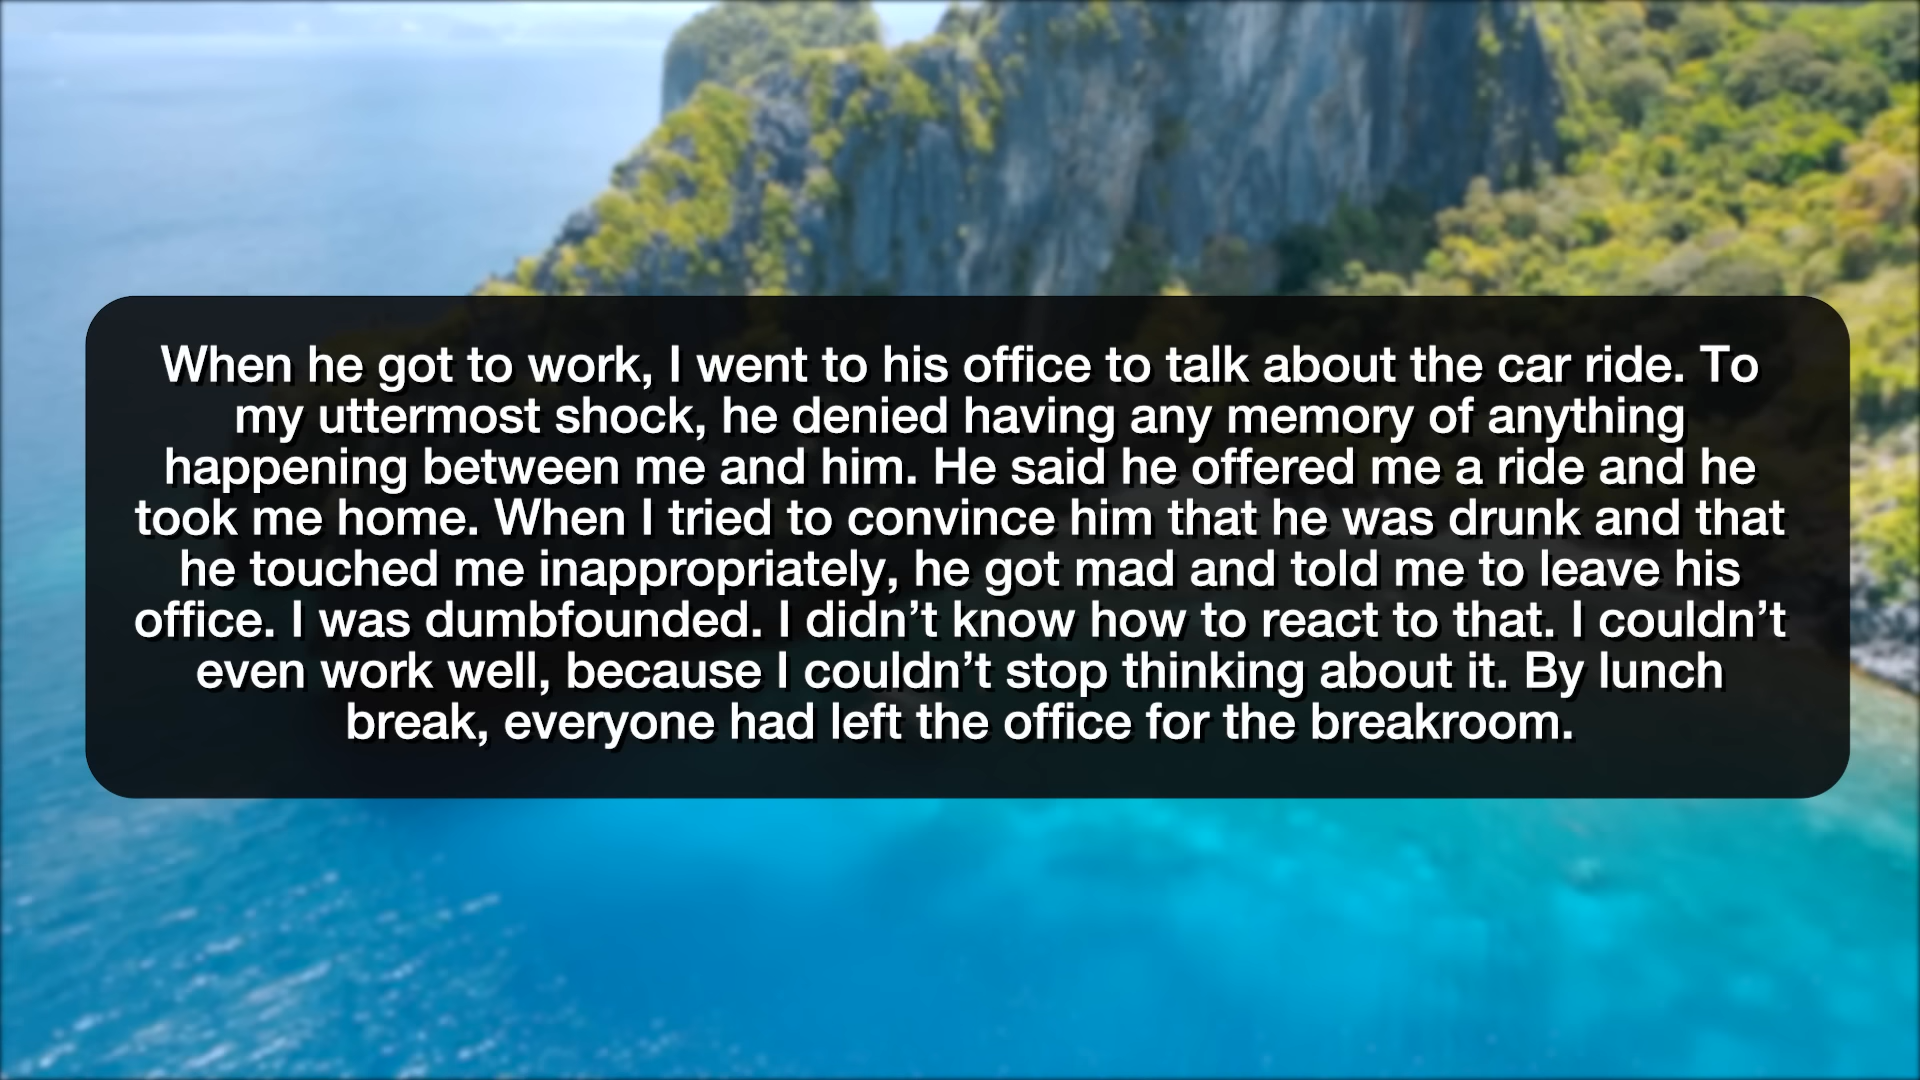 When he got to work, I went to his office to talk about the car ride. To
my uttermost shock, he denied having any memory of anything
happening between me and him. He said he offered me a ride and he
took me home. When I tried to convince him that he was drunk and that
he touched me inappropriately, he got mad and told me to leave his
office. I was dumbfounded. I didn’t know how to react to that. I couldn’t
even work well, because I couldn’t stop thinking about it. By lunch
break, everyone had left the office for the breakroom.